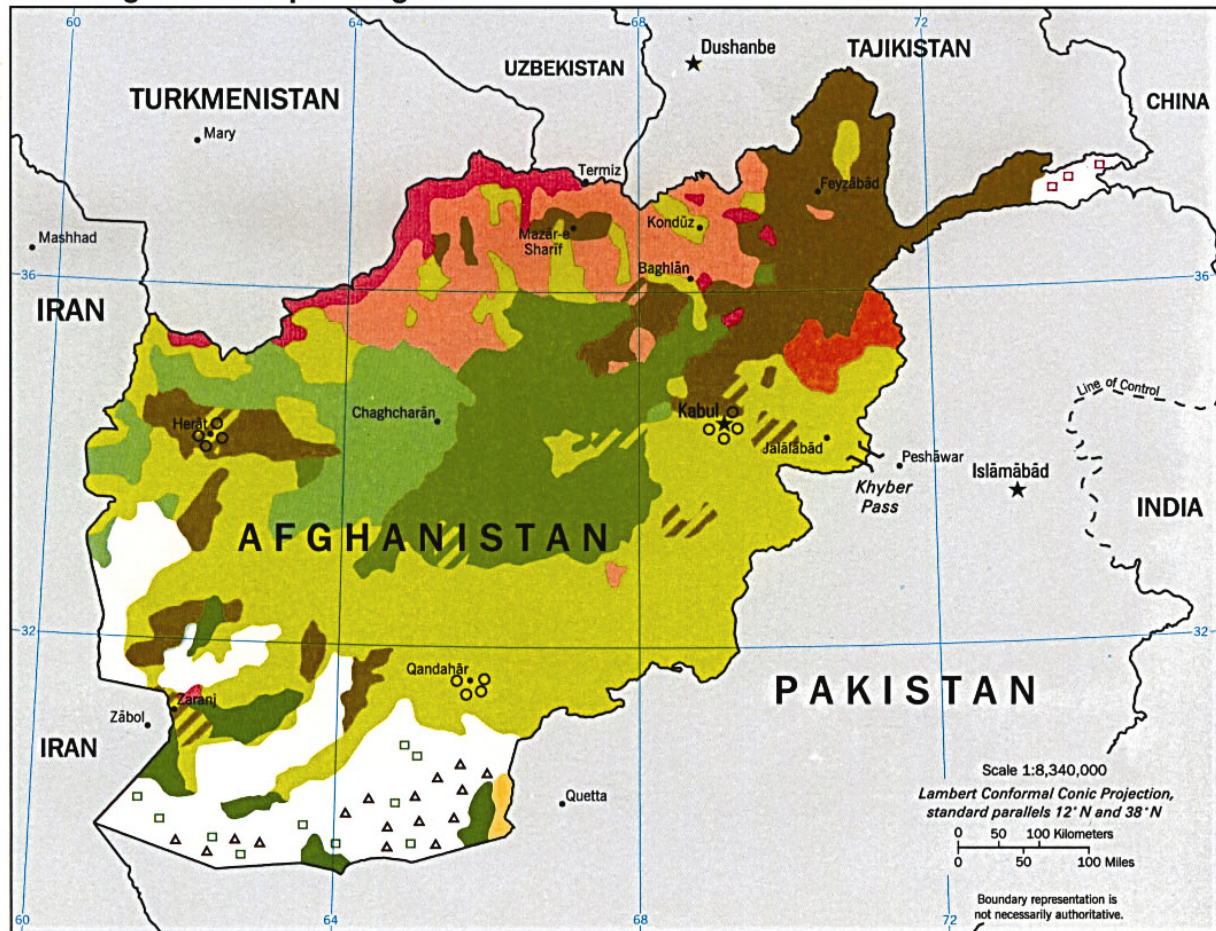 60
64
68
72
Dushanbe
TAJIKISTAN
UZBEKISTAN
TURKMENISTAN
CHINA
Mary
Termiz
Feyzābād
Mashhad
Kondūz
Mazār-e
Sharīf
Baghlān
36
36
IRAN
Line of Control
Chaghcharān
Herāt
Kabul
Jalālābād
Peshāwar
Islāmābād
Khyber
Pass
INDIA
AFGHANISTAN
32
32
Qandahār
PAKISTAN
Zaranj
Zābol
IRAN
Quetta
Scale 1:8,340,000
Lambert Conformal Conic Projection,
standard parallels 12°N and 38°N
0 50 100 Kilometers
0 50 100 Miles
Boundary representation is
not necessarily authoritative.
60
64
68
72